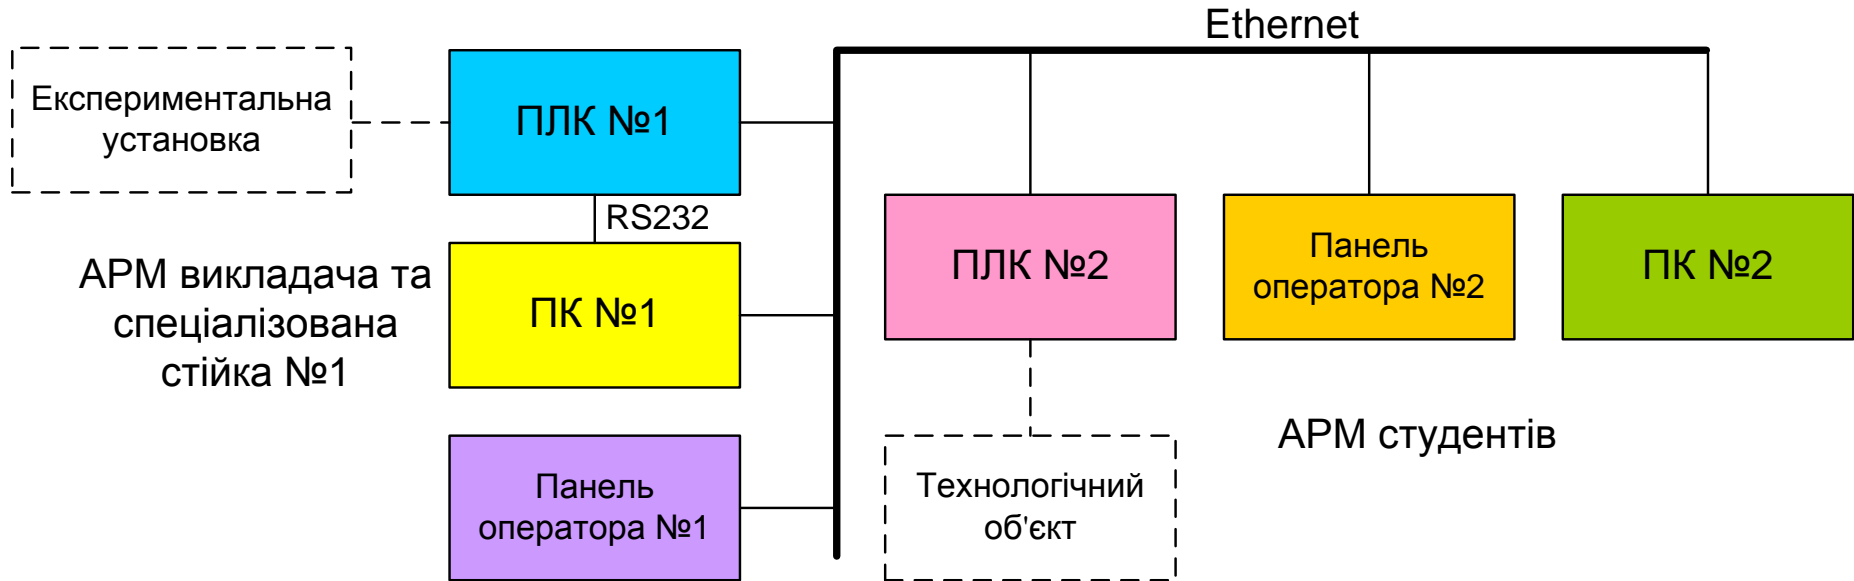 Ethernet
Експериментальна
установка
ПЛК №1
RS232
АРМ викладача та
спеціалізована
стійка №1
ПК №1
Панель
оператора №1
ПЛК №2
Панель
оператора №2
ПК №2
Технологічний
об'єкт
АРМ студентів